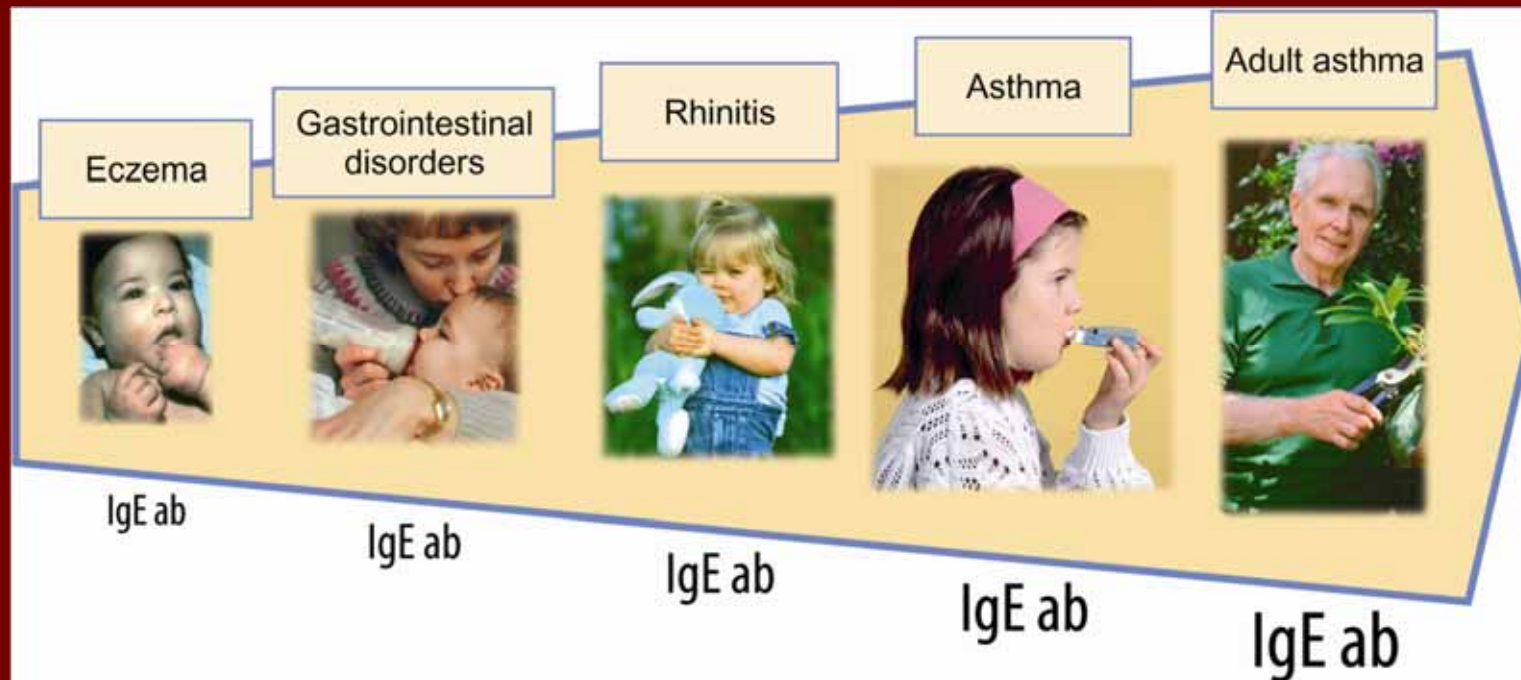 Eczema
Gastrointestinal
disorders
Rhinitis
Asthma
Adult asthma
IgE ab
IgE ab
IgE ab
IgE ab
IgE ab